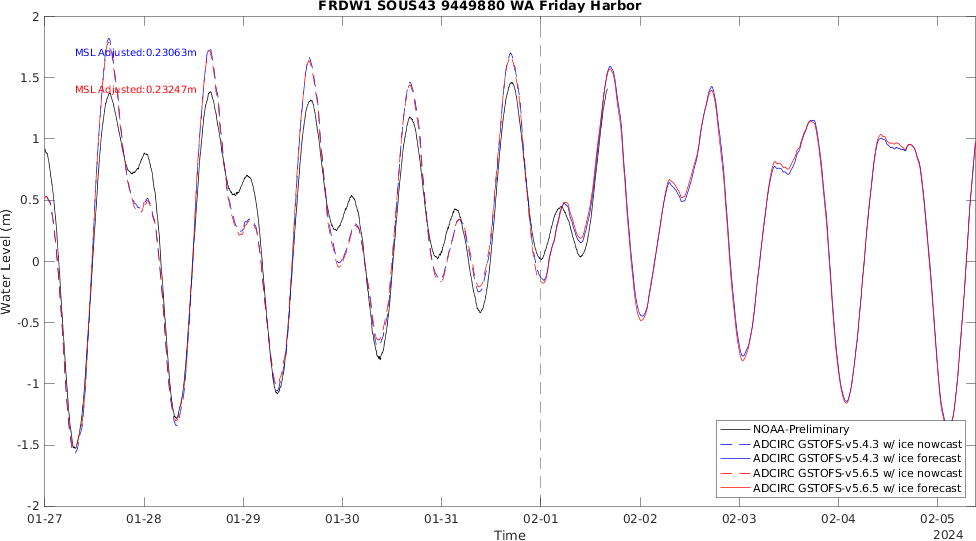 FRDW1 SOUS43 9449880 WA Friday Harbor
2
1.5
1
0.5
0
-0.5
-1
-1.5
-2
Water Level (m)
MSL Adjusted:0.23063m
MSL Adjusted:0.23247m
NOAA-Preliminary
ADCIRC GSTOFS-v5.4.3 w/ ice nowcast
ADCIRC GSTOFS-v5.4.3 w/ ice forecast
ADCIRC GSTOFS-v5.6.5 w/ ice nowcast
ADCIRC GSTOFS-v5.6.5 w/ ice forecast
01-27 01-28 01-29 01-30 01-31 02-01 02-02 02-03 02-04 02-05
Time
2024